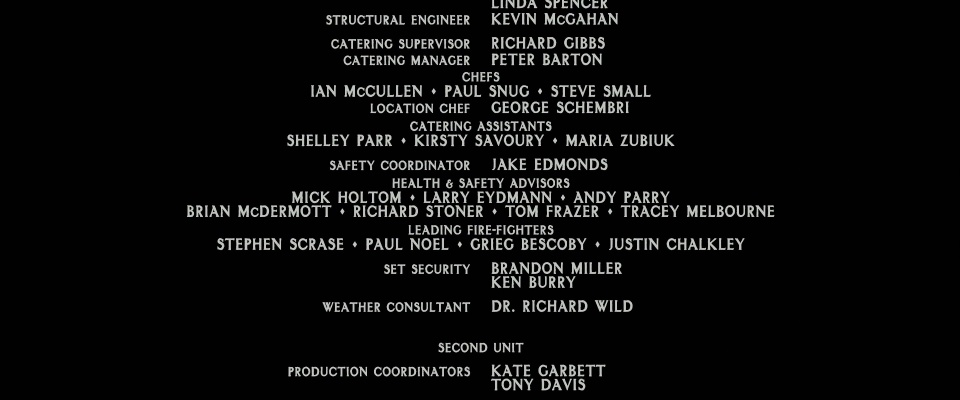 LINDA SPENCER
STRUCTURAL ENGINEER KEVIN McGAHAN
CATERING SUPERVISOR RICHARD GIBBS
CATERING MANAGER PETER BARTON
CHEFS
IAN McCULLEN ♦ PAUL SNUG ♦ STEVE SMALL
LOCATION CHEF GEORGE SCHEMBRI
CATERING ASSISTANTS
SHELLEY PARR ♦ KIRSTY SAVOURY ♦ MARIA ZUBIUK
SAFETY COORDINATOR JAKE EDMONDS
HEALTH & SAFETY ADVISORS
MICK HOLTOM ♦ LARRY EYDMANN ♦ ANDY PARRY
BRIAN McDERMOTT ♦ RICHARD STONER ♦ TOM FRAZER ♦ TRACEY MELBOURNE
LEADING FIRE-FIGHTERS
STEPHEN SCRASE ♦ PAUL NOEL ♦ GRIEG BESCOBY ♦ JUSTIN CHALKLEY
SET SECURITY BRANDON MILLER
KEN BURRY
WEATHER CONSULTANT DR. RICHARD WILD
SECOND UNIT
PRODUCTION COORDINATORS KATE GARBETT
TONY DAVIS